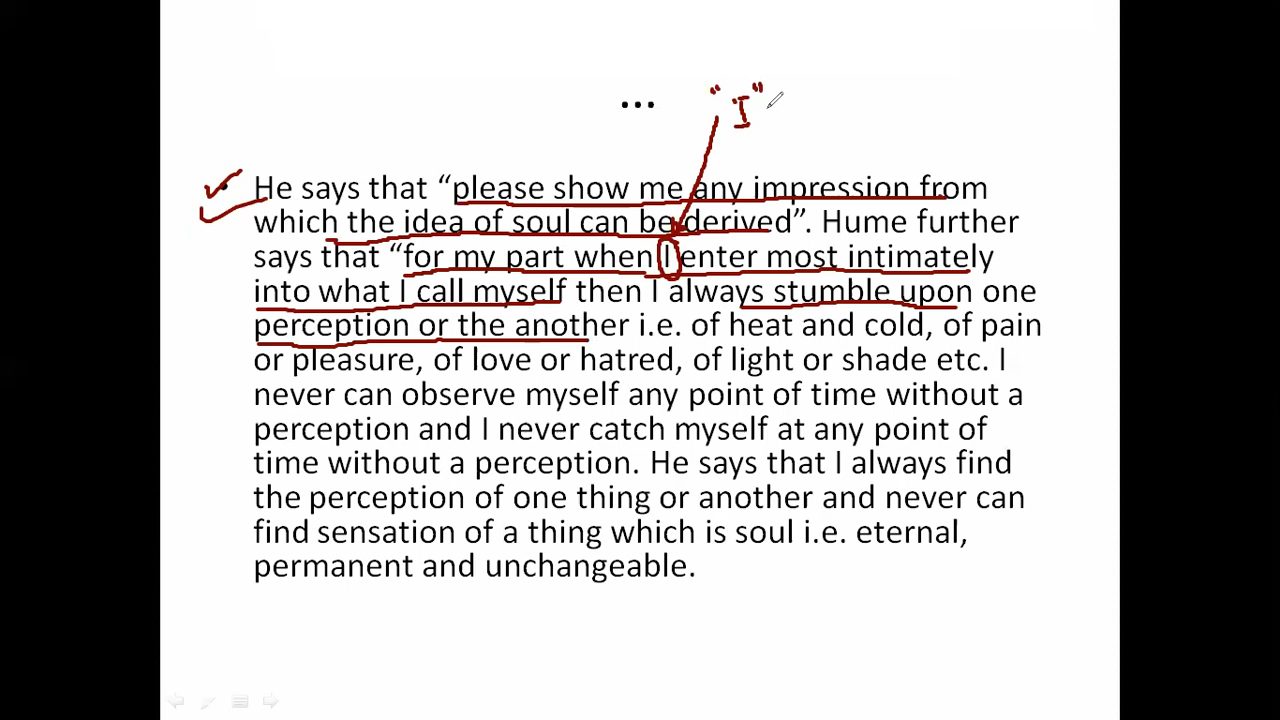 ... "I"
• He says that “please show me any impression from
which the idea of soul can be derived”. Hume further
says that “for my part when I enter most intimately
into what I call myself then I always stumble upon one
perception or the another i.e. of heat and cold, of pain
or pleasure, of love or hatred, of light or shade etc. I
never can observe myself any point of time without a
perception and I never catch myself at any point of
time without a perception. He says that I always find
the perception of one thing or another and never can
find sensation of a thing which is soul i.e. eternal,
permanent and unchangeable.